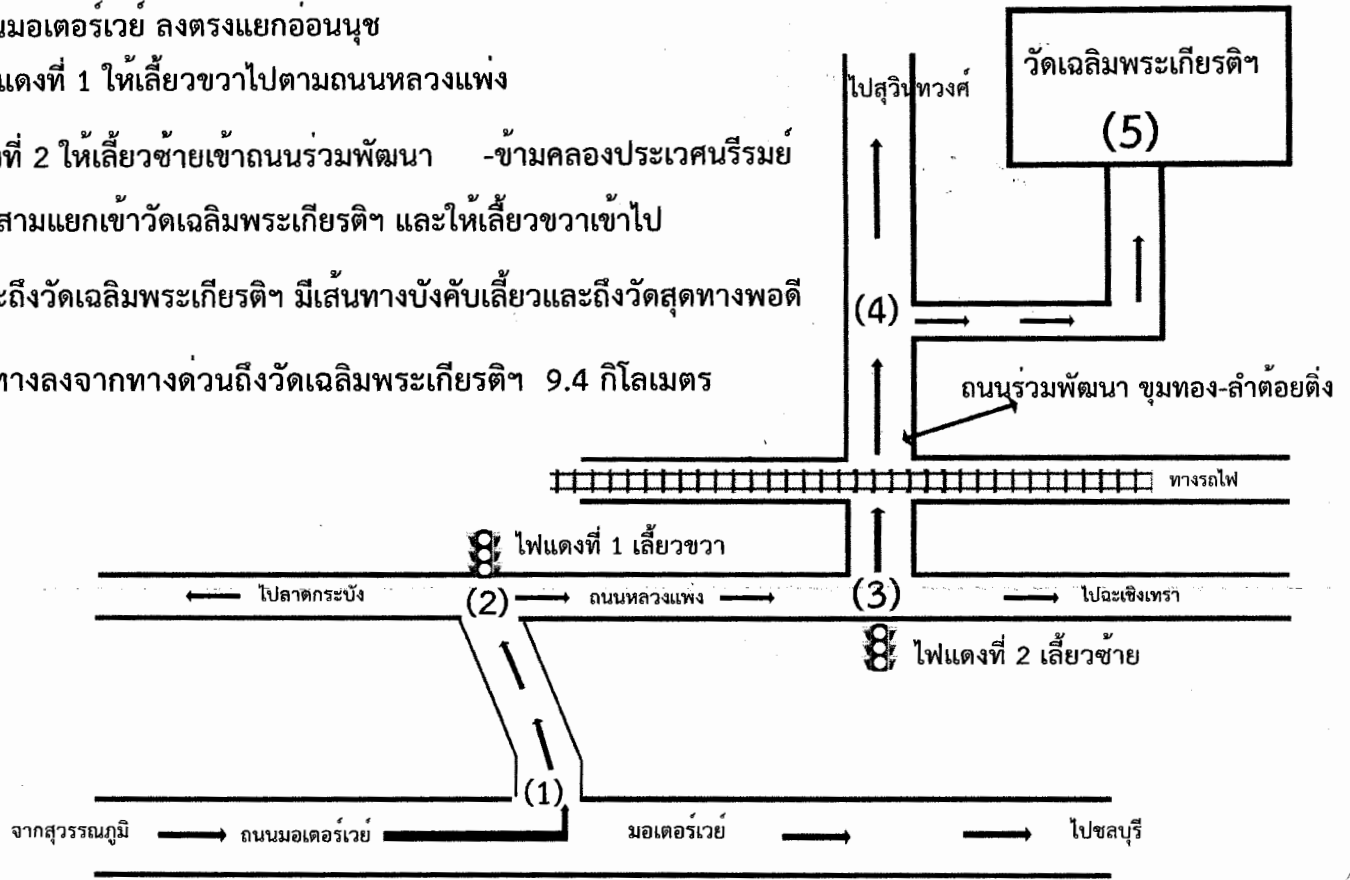 นมอเตอร์เวย์ ลงตรงแยกอ่อนนุช
แดงที่ 1 ให้เลี้ยวขวาไปตามถนนหลวงแพ่ง
ที่ 2 ให้เลี้ยวซ้ายเข้าถนนร่วมพัฒนา -ข้ามคลองประเวศนรีรมย์
สามแยกเข้าวัดเฉลิมพระเกียรติฯ และให้เลี้ยวขวาเข้าไป
ะถึงวัดเฉลิมพระเกียรติฯ มีเส้นทางบังคับเลี้ยวและถึงวัดสุดทางพอดี
ทางลงจากทางด่วนถึงวัดเฉลิมพระเกียรติฯ 9.4 กิโลเมตร
วัดเฉลิมพระเกียรติฯ
(5)
ไปสุวินทวงศ์
(4)
ถนนร่วมพัฒนา ขุมทอง-ลำต้อยติ่ง
ทางรถไฟ
ไฟแดงที่ 1 เลี้ยวขวา
ไปลาดกระบัง (2) ถนนหลวงแพ่ง (3) ไปฉะเชิงเทรา
ไฟแดงที่ 2 เลี้ยวซ้าย
(1)
จากสุวรรณภูมิ ถนนมอเตอร์เวย์ มอเตอร์เวย์ ไปชลบุรี